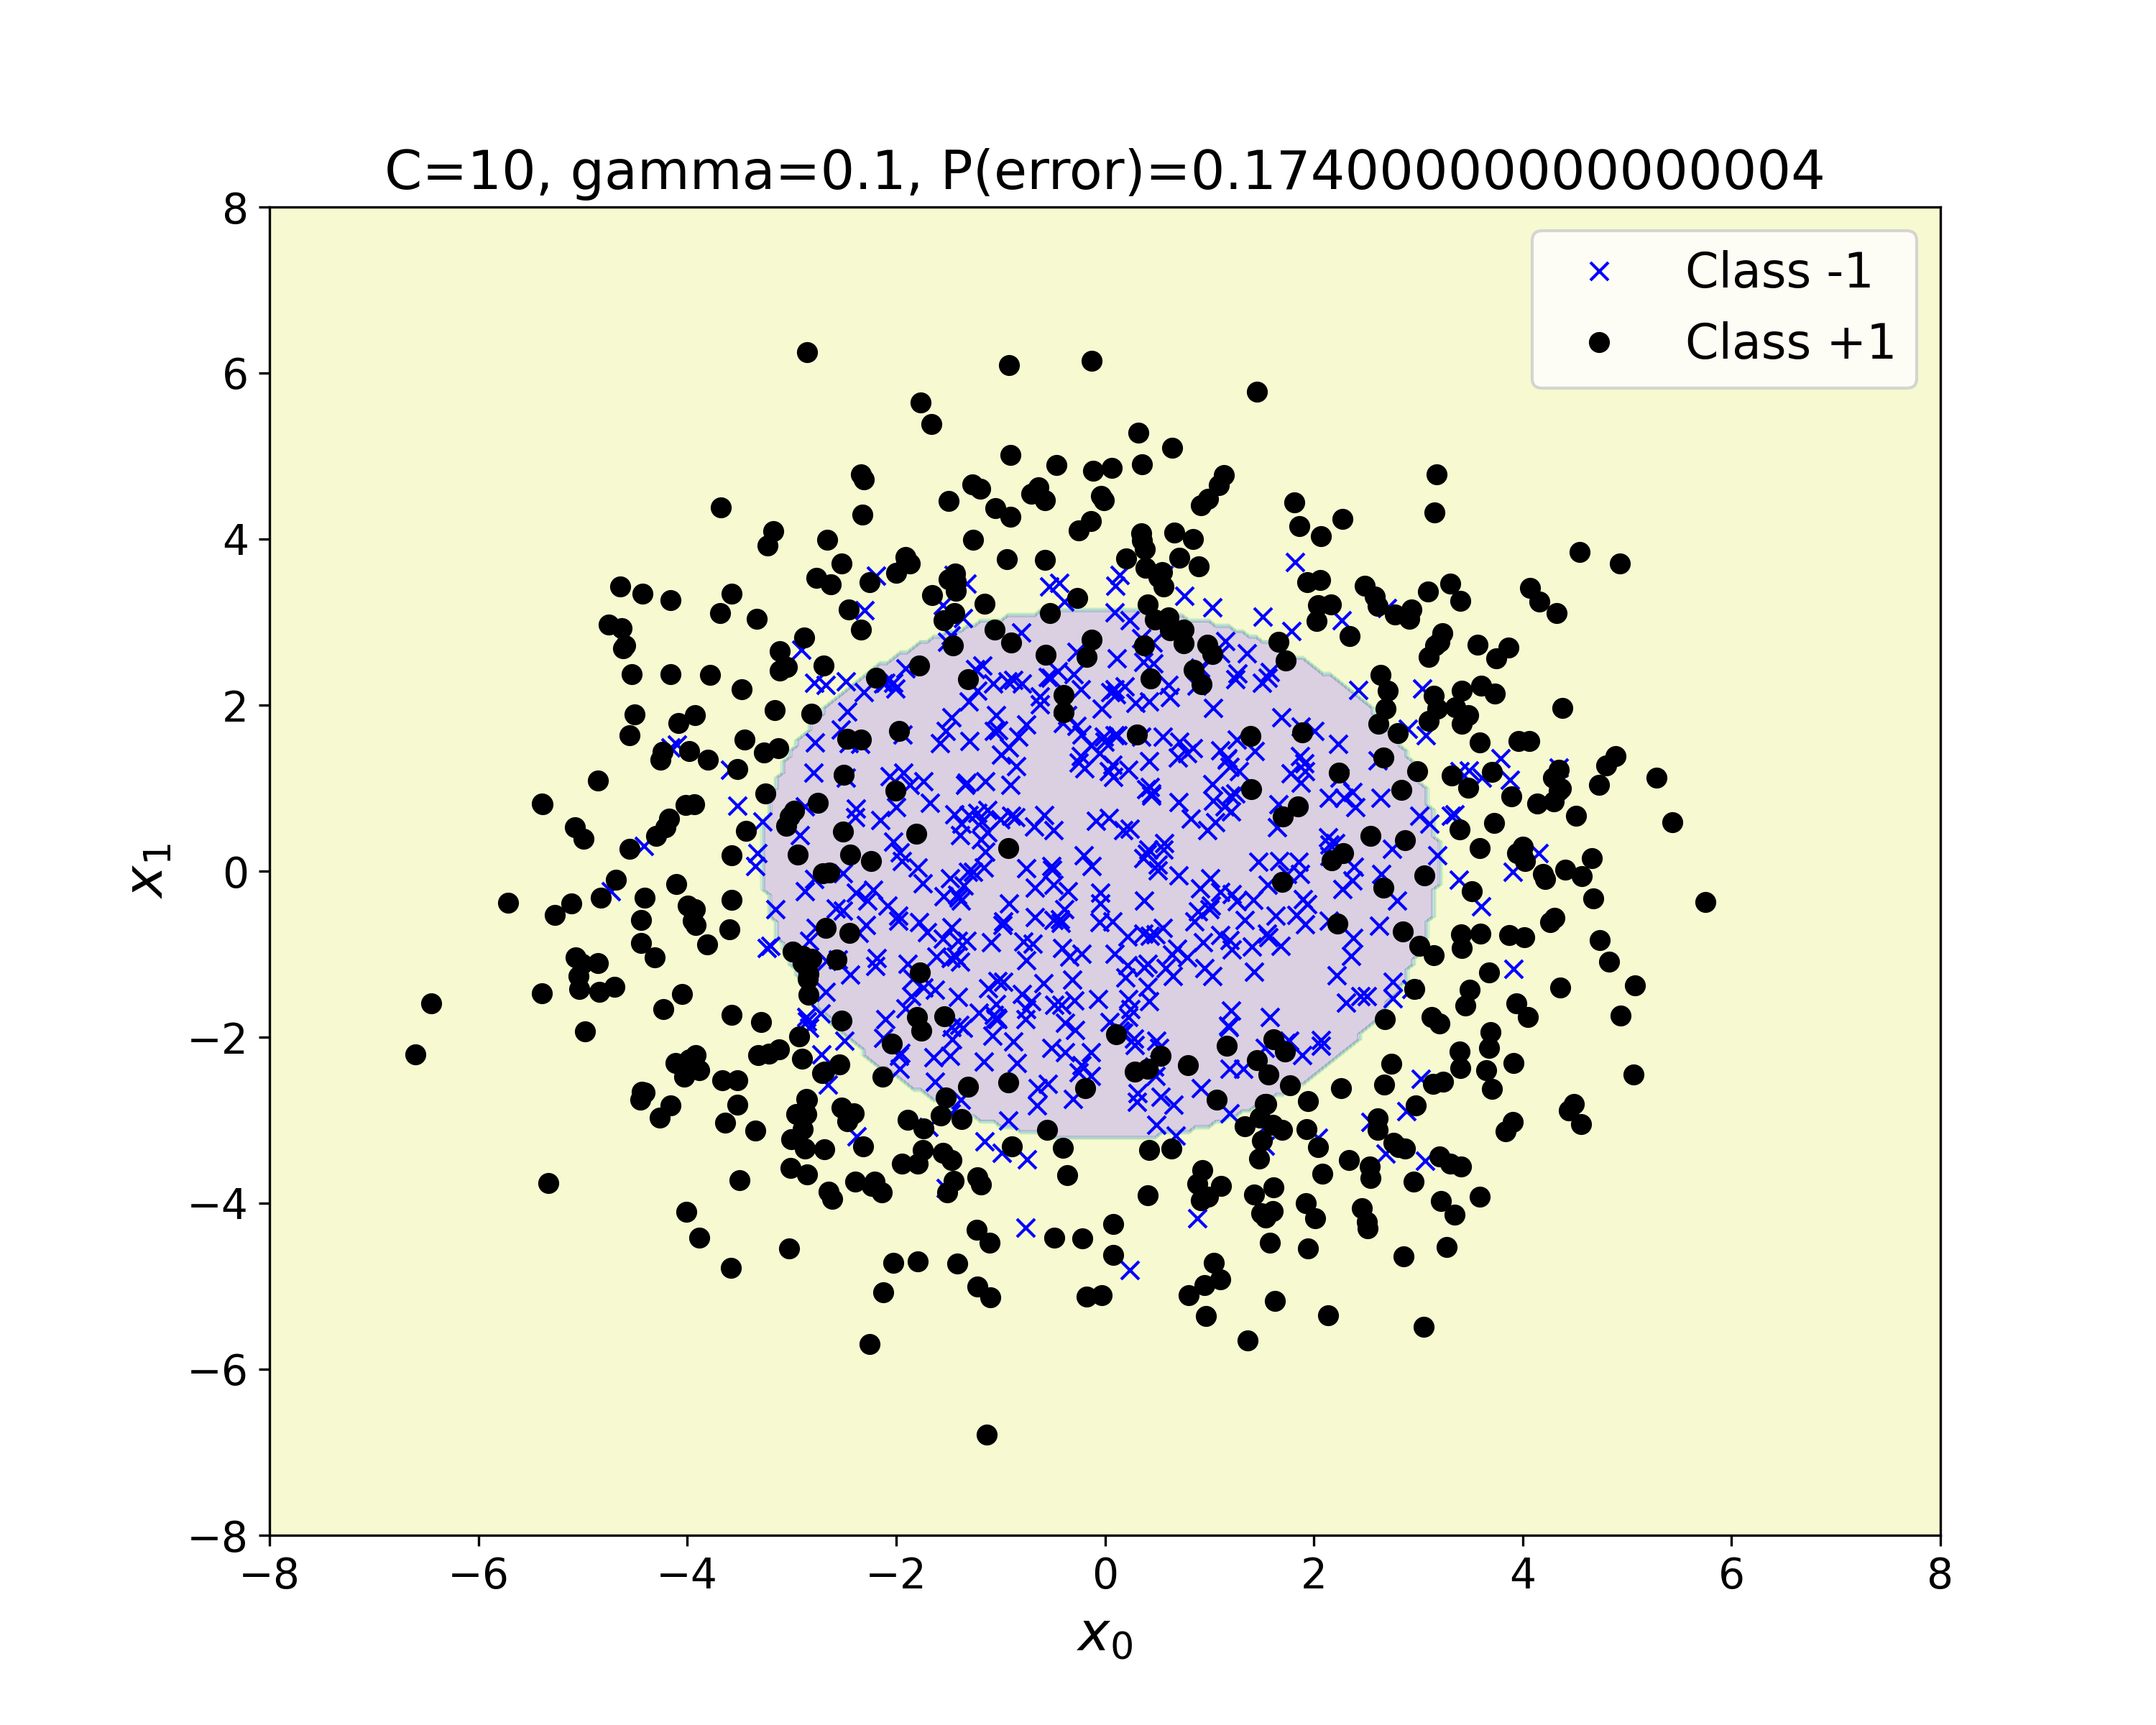 C=10, gamma=0.1, P(error)=0.17400000000000004
8
Class -1
Class +1
6
4
2
x1
0
−2
−4
−6
−8
−8 −6 −4 −2 0 2 4 6 8
x0